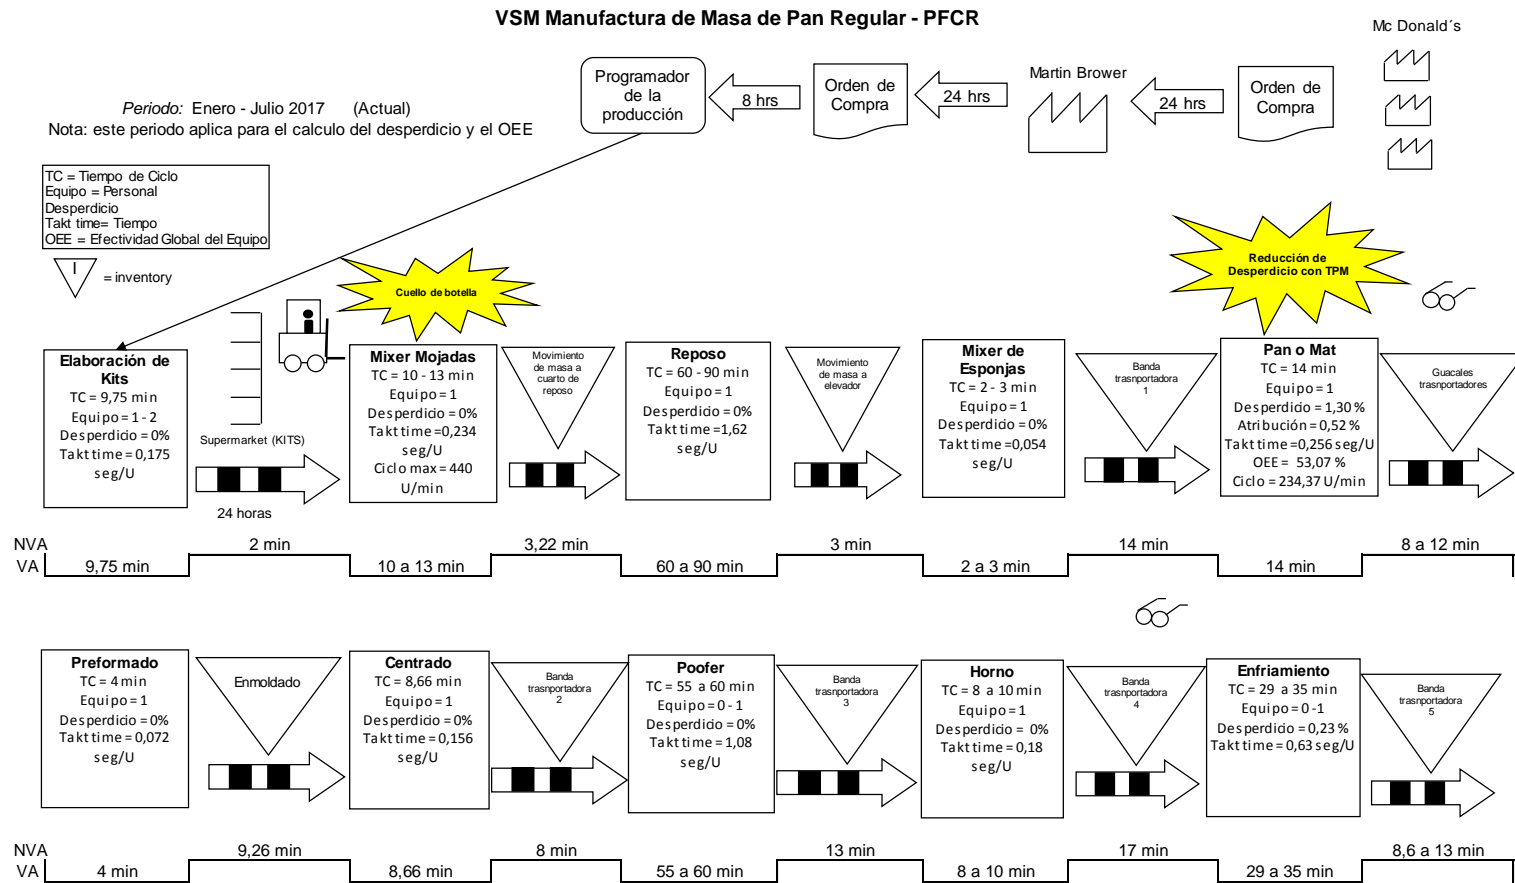 VSM Manufactura de Masa de Pan Regular - PFCR
Mc Donald´s
Periodo: Enero - Julio 2017 (Actual)
Nota: este periodo aplica para el calculo del desperdicio y el OEE
Programador
de la
producción
8 hrs
Orden de
Compra
24 hrs
Martin Brower
24 hrs
Orden de
Compra
TC = Tiempo de Ciclo
Equipo = Personal
Desperdicio
Takt time= Tiempo
OEE = Efectividad Global del Equipo
I
= inventory
Cuello de botella
Reducción de
Desperdicio con TPM
Elaboración de
Kits
TC = 9,75 min
Equipo = 1 - 2
Desperdicio = 0%
Takt time = 0,175
seg/U
Supermarket (KITS)
24 horas
Mixer Mojadas
TC = 10 - 13 min
Equipo = 1
Desperdicio = 0%
Takt time =0,234
seg/U
Ciclo max = 440
U/min
Movimiento
de masa a
cuarto de
reposo
Reposo
TC = 60 - 90 min
Equipo = 1
Desperdicio = 0%
Takt time =1,62
seg/U
Movimiento
de masa a
elevador
Mixer de
Esponjas
TC = 2 - 3 min
Equipo = 1
Desperdicio = 0%
Takt time =0,054
seg/U
Banda
trasnportadora
1
Pan o Mat
TC = 14 min
Equipo = 1
Desperdicio = 1,30 %
Atribución = 0,52 %
Takt time =0,256 seg/U
OEE = 53,07 %
Ciclo = 234,37 U/min
Guacales
trasnportadores
NVA
2 min
3,22 min
3 min
14 min
8 a 12 min
VA
9,75 min
10 a 13 min
60 a 90 min
2 a 3 min
14 min
Preformado
TC = 4 min
Equipo = 1
Desperdicio = 0%
Takt time = 0,072
seg/U
Enmoldado
Centrado
TC = 8,66 min
Equipo = 1
Desperdicio = 0%
Takt time = 0,156
seg/U
Banda
trasnportadora
2
Poofer
TC = 55 a 60 min
Equipo = 0 - 1
Desperdicio = 0%
Takt time = 1,08
seg/U
Banda
trasnportadora
3
Horno
TC = 8 a 10 min
Equipo = 1
Desperdicio = 0%
Takt time = 0,18
seg/U
Banda
trasnportadora
4
Enfriamiento
TC = 29 a 35 min
Equipo = 0 -1
Desperdicio = 0,23 %
Takt time = 0,63 seg/U
Banda
trasnportadora
5
NVA
9,26 min
8 min
13 min
17 min
8,6 a 13 min
VA
4 min
8,66 min
55 a 60 min
8 a 10 min
29 a 35 min